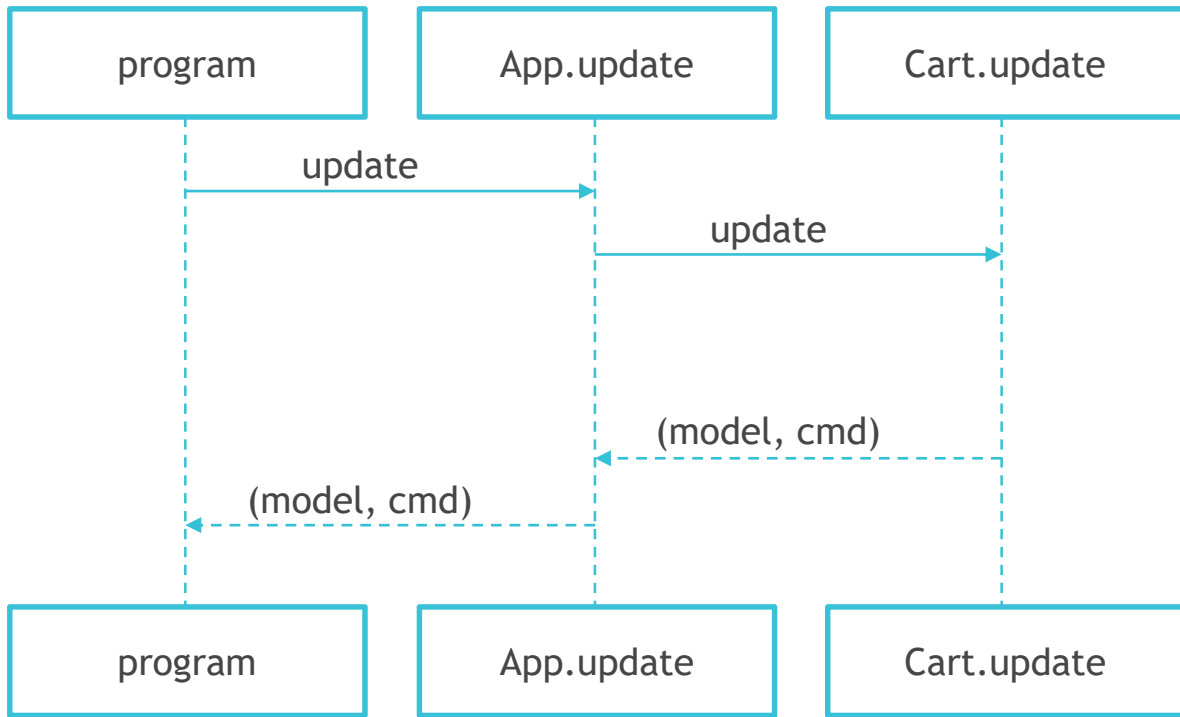 program
App.update
Cart.update
update
update
(model, cmd)
(model, cmd)
program
App.update
Cart.update